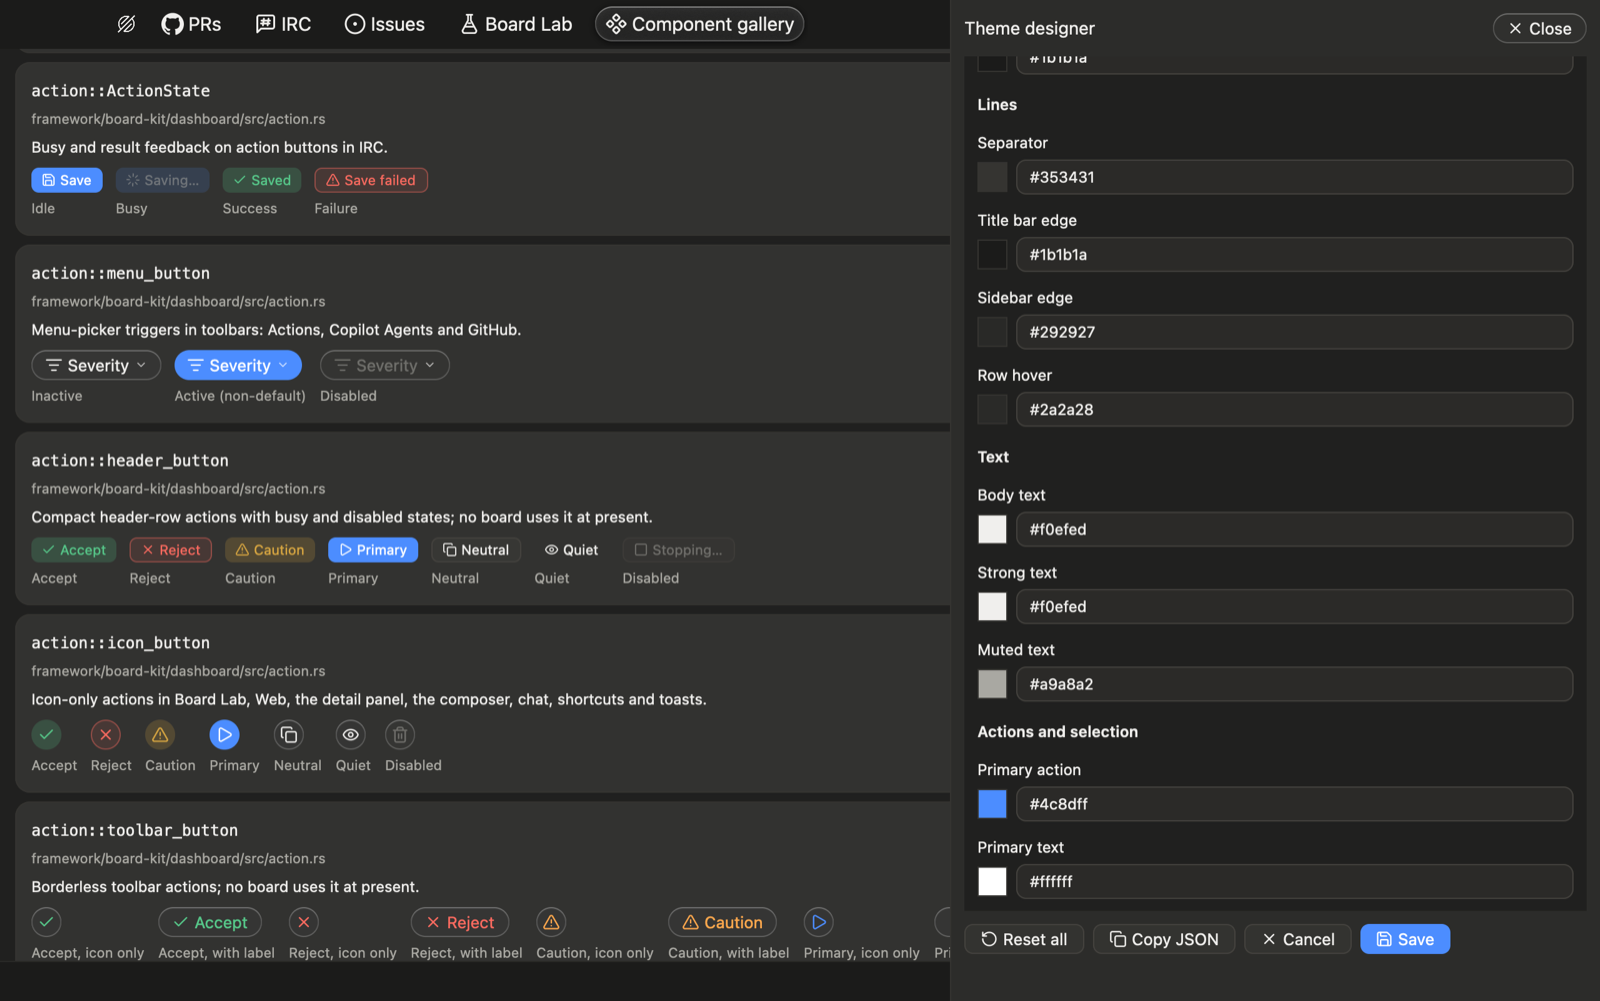 PRs
IRC
Issues
Board Lab
Component gallery
action::ActionState
framework/board-kit/dashboard/src/action.rs
Busy and result feedback on action buttons in IRC.
Save Saving... Saved Save failed
Idle Busy Success Failure
action::menu_button
framework/board-kit/dashboard/src/action.rs
Menu-picker triggers in toolbars: Actions, Copilot Agents and GitHub.
Severity Severity Severity
Inactive Active (non-default) Disabled
action::header_button
framework/board-kit/dashboard/src/action.rs
Compact header-row actions with busy and disabled states; no board uses it at present.
Accept Reject Caution Primary Neutral Quiet Stopping...
Accept Reject Caution Primary Neutral Quiet Disabled
action::icon_button
framework/board-kit/dashboard/src/action.rs
Icon-only actions in Board Lab, Web, the detail panel, the composer, chat, shortcuts and toasts.
Accept Reject Caution Primary Neutral Quiet Disabled
action::toolbar_button
framework/board-kit/dashboard/src/action.rs
Borderless toolbar actions; no board uses it at present.
Accept Reject Caution
Accept, icon only Accept, with label Reject, icon only Reject, with label Caution, icon only Caution, with label Primary, icon only Pri
Theme designer
Close
#1b1b1a
Lines
Separator
#353431
Title bar edge
#1b1b1a
Sidebar edge
#292927
Row hover
#2a2a28
Text
Body text
#f0efed
Strong text
#f0efed
Muted text
#a9a8a2
Actions and selection
Primary action
#4c8dff
Primary text
#ffffff
Reset all Copy JSON Cancel Save